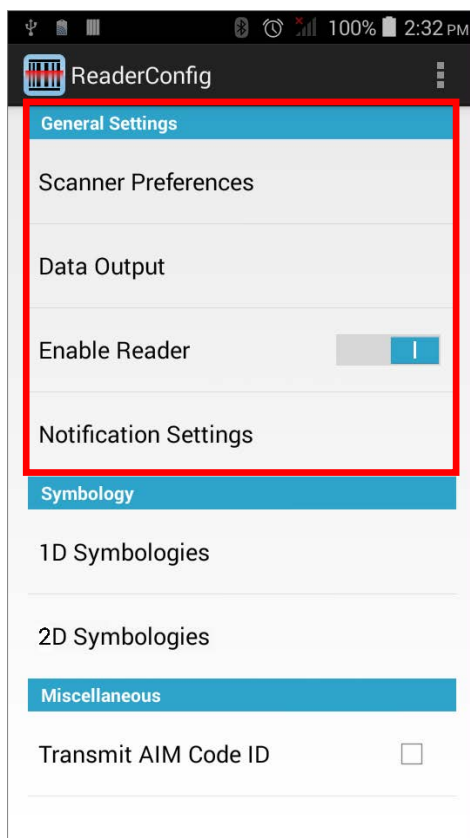 100% 2:32 PM
ReaderConfig
General Settings
Scanner Preferences
Data Output
Enable Reader
Notification Settings
Symbology
1D Symbologies
2D Symbologies
Miscellaneous
Transmit AIM Code ID